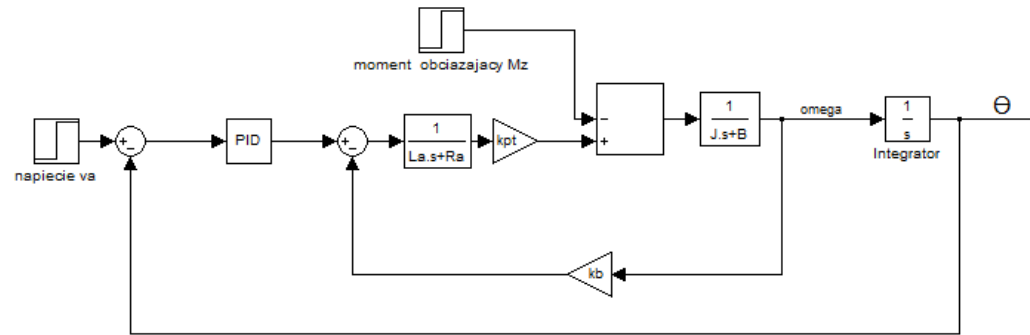 moment obciazajacy Mz
napiecie va
+
−
PID
+
−
1
La.s+Ra
kpt
−
+
1
J.s+B
omega
1
s
Integrator
Θ
kb